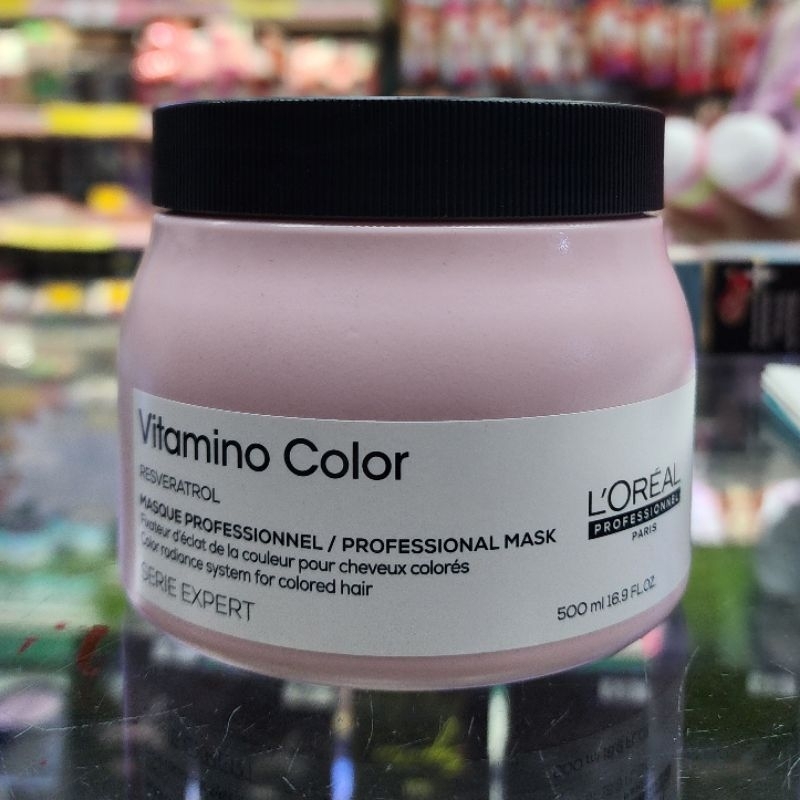 Vitamino Color
RESVERATROL
MASQUE PROFESSIONNEL / PROFESSIONAL MASK
Fixateur d'éclat de la couleur pour cheveux colorés
Color radiance system for colored hair
SERIE EXPERT
L'ORÉAL
PROFESSIONNEL
PARIS
500 ml 16.9 FL.OZ.